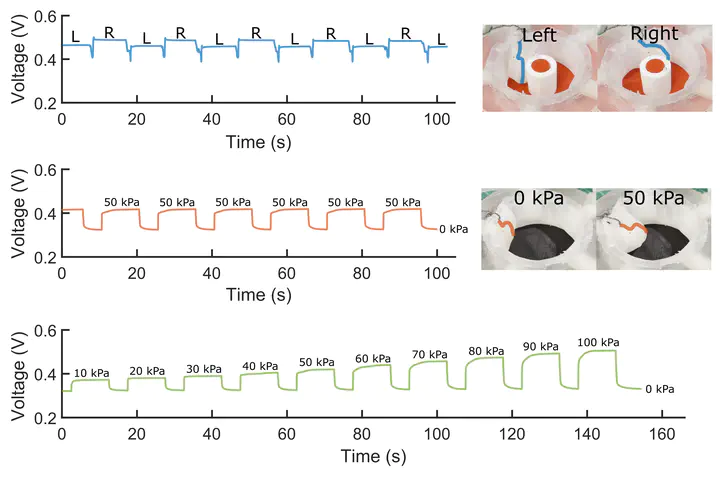 0.6
0.4
0.2
Voltage (V)
L R L R L R L R L R L
0 20 40 60 80 100
Time (s)
Left Right
0.6
0.4
0.2
Voltage (V)
50 kPa 50 kPa 50 kPa 50 kPa 50 kPa 50 kPa
0 kPa
0 20 40 60 80 100
Time (s)
0 kPa 50 kPa
0.6
0.4
0.2
Voltage (V)
10 kPa 20 kPa 30 kPa 40 kPa 50 kPa 60 kPa 70 kPa 80 kPa 90 kPa 100 kPa
0 kPa
0 20 40 60 80 100 120 140 160
Time (s)